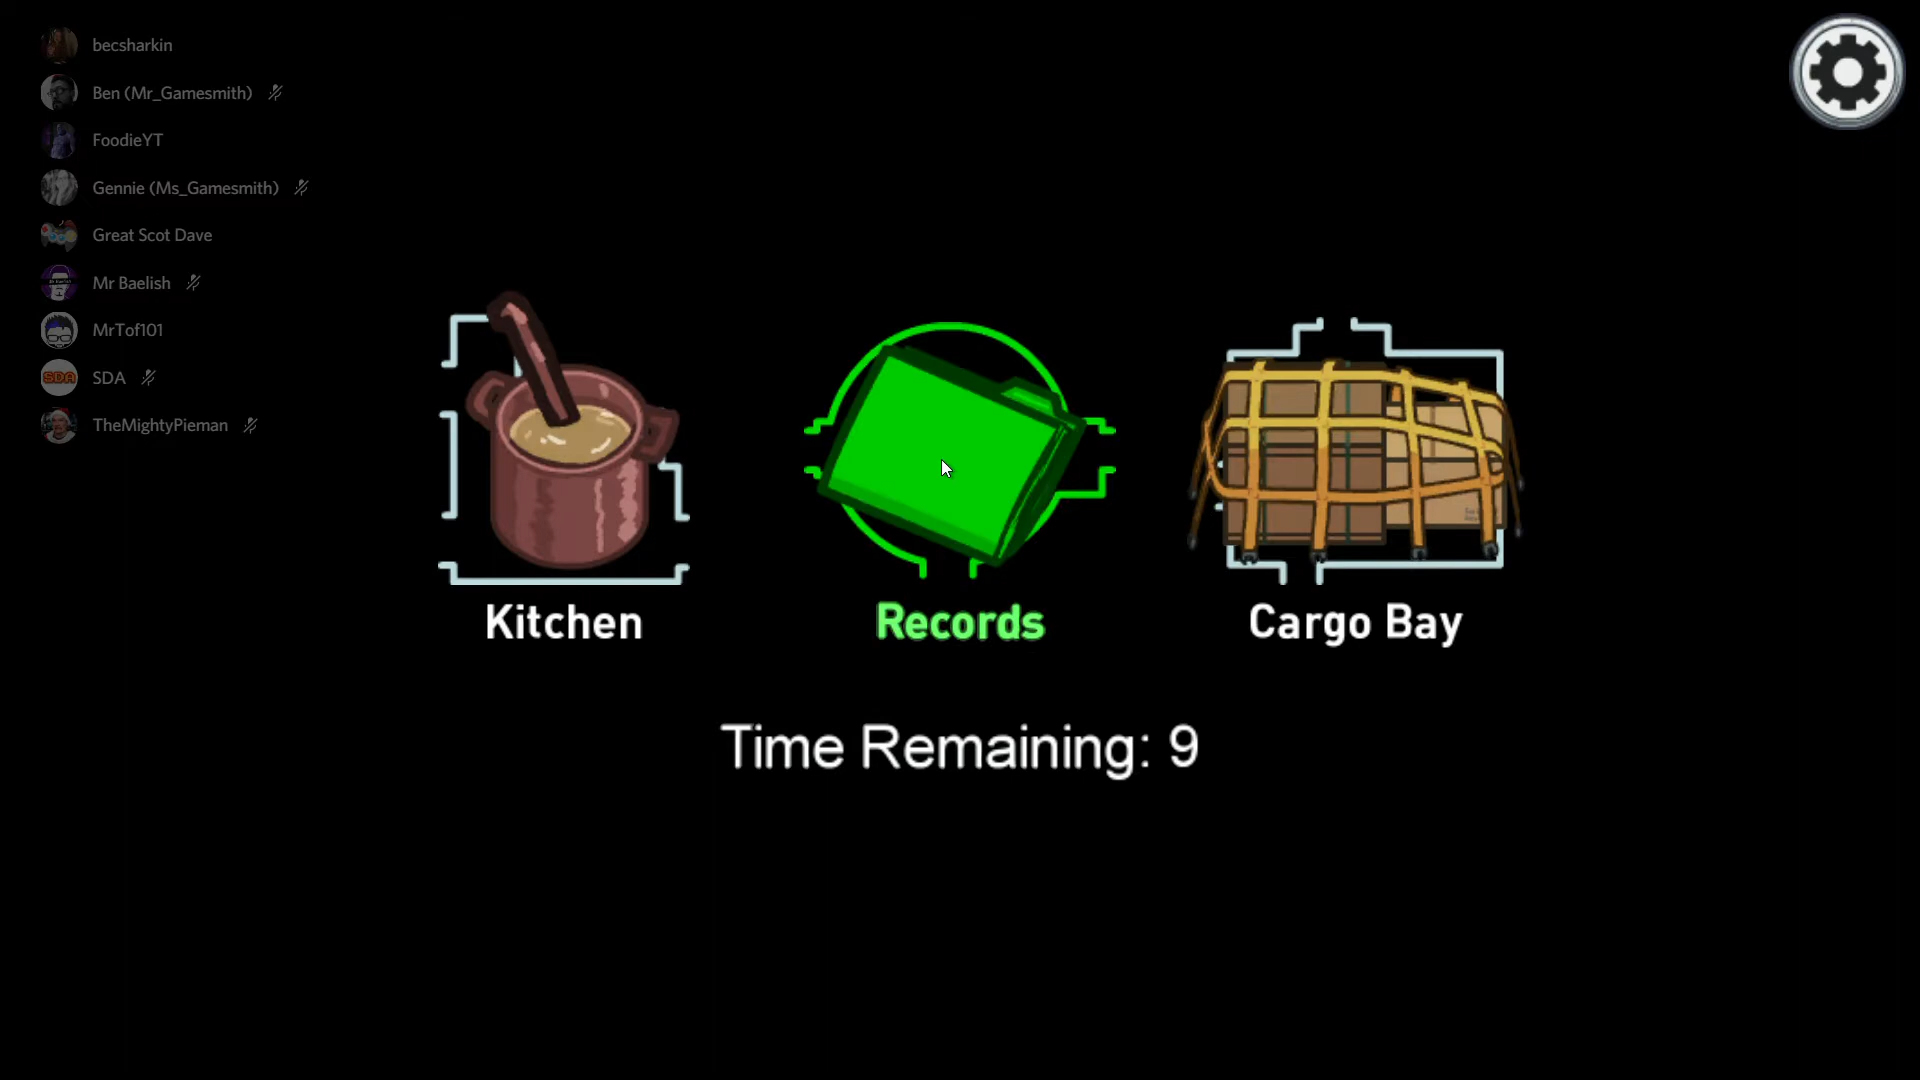 becsharkin
Ben (Mr_Gamesmith)
FoodieYT
Gennie (Ms_Gamesmith)
Great Scot Dave
Mr Baelish
MrTof101
SDA
SDA
TheMightyPieman
Kitchen
Records
Cargo Bay
Time Remaining: 9